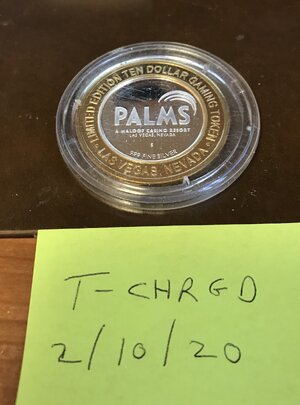 LIMITED EDITION TEN DOLLAR GAMING TOKEN
PALMS
A MALOOF CASINO RESORT
LAS VEGAS, NEVADA
S
.999 FINE SILVER
LAS VEGAS, NEVADA
T-CHRGD
2/10/20